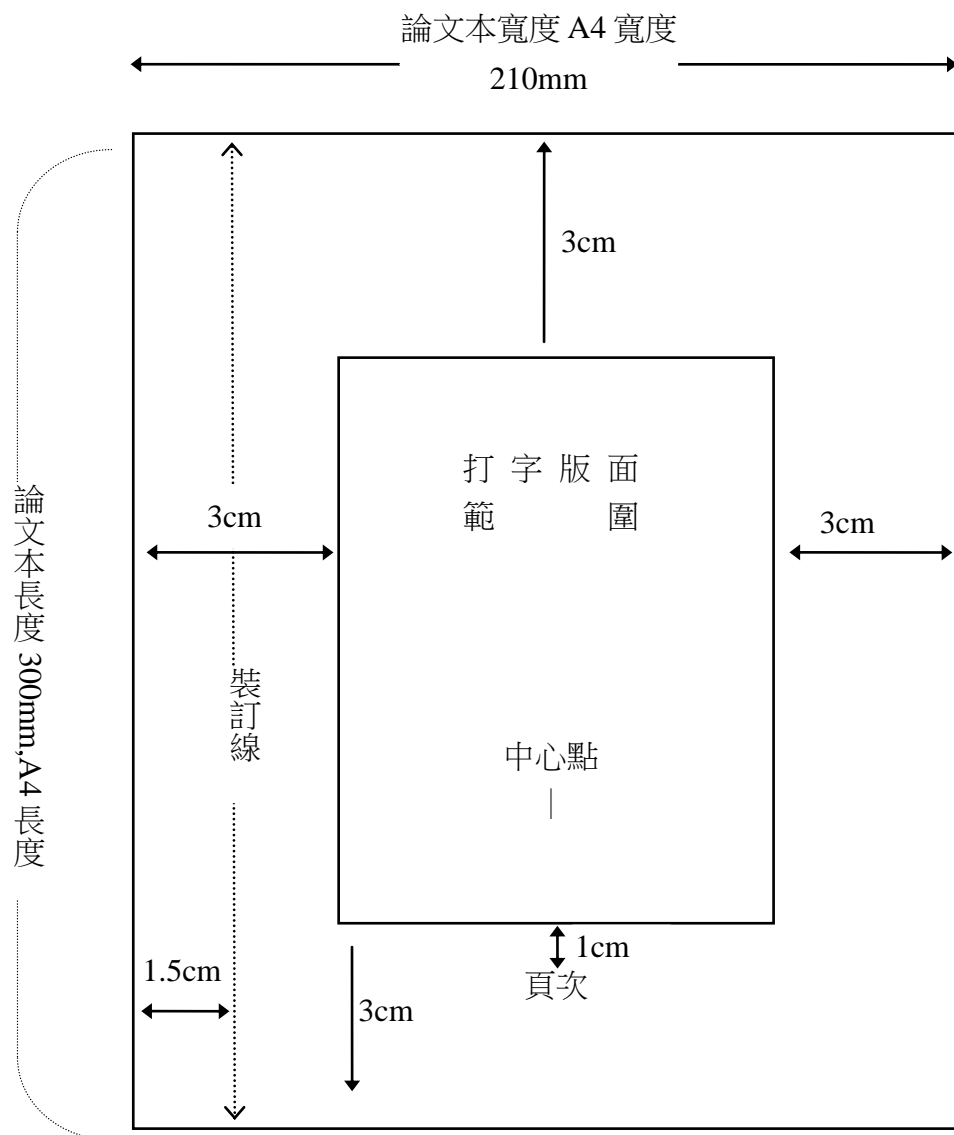 論文本寬度 A4 寬度
210mm
3cm
打字版面
範圍
3cm
3cm
論文本長度 300mm,A4 長度
裝訂線
中心點
|
1cm
頁次
1.5cm
3cm